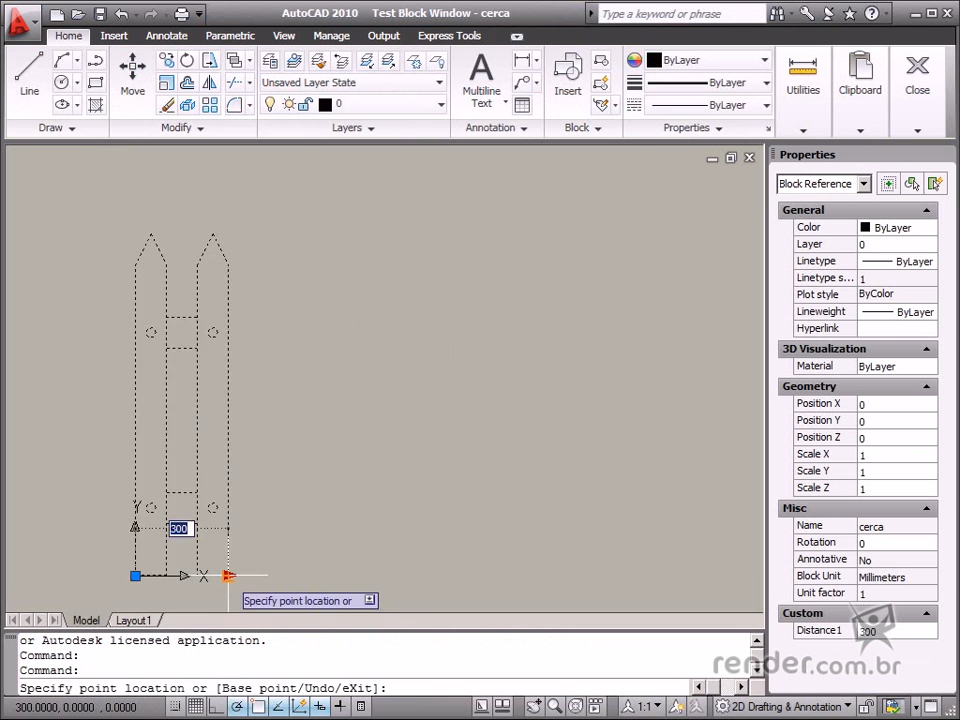 AutoCAD 2010 Test Block Window - cerca
Type a keyword or phrase
Home Insert Annotate Parametric View Manage Output Express Tools
Line
Move
Unsaved Layer State
0
Multiline
Text
Insert
ByLayer
ByLayer
ByLayer
Utilities
Clipboard
Close
Draw Modify Layers Annotation Block Properties
Properties
Block Reference
General
Color ByLayer
Layer 0
Linetype ByLayer
Linetype s... 1
Plot style ByColor
Lineweight ByLayer
Hyperlink
3D Visualization
Material ByLayer
Geometry
Position X 0
Position Y 0
Position Z 0
Scale X 1
Scale Y 1
Scale Z 1
Misc
Name cerca
Rotation 0
Annotative No
Block Unit Millimeters
Unit factor 1
Custom
Distance1 300
render.com.br
Y
300
X
Specify point location or
Model Layout1
or Autodesk licensed application.
Command:
Command:
Specify point location or [Base point/Undo/eXit]:
300.0000, 0.0000 , 0.0000
1:1
2D Drafting & Annotation